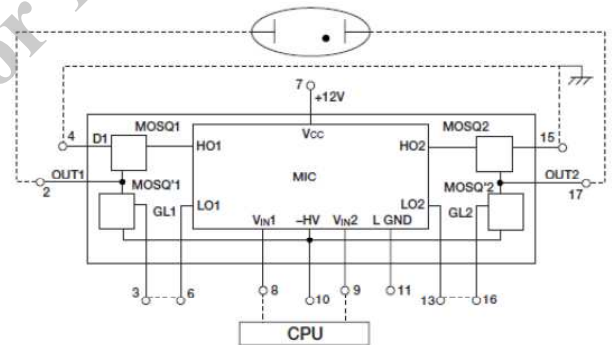 or
7
+12V
MOSQ1
MOSQ2
4
D1
Vcc
15
HO1
HO2
MIC
OUT1
MOSQ'1
MOSQ'2
OUT2
2
17
GL1
LO1
LO2
GL2
VIN1
–HV
VIN2
L GND
3
6
8
10
9
11
13
16
CPU